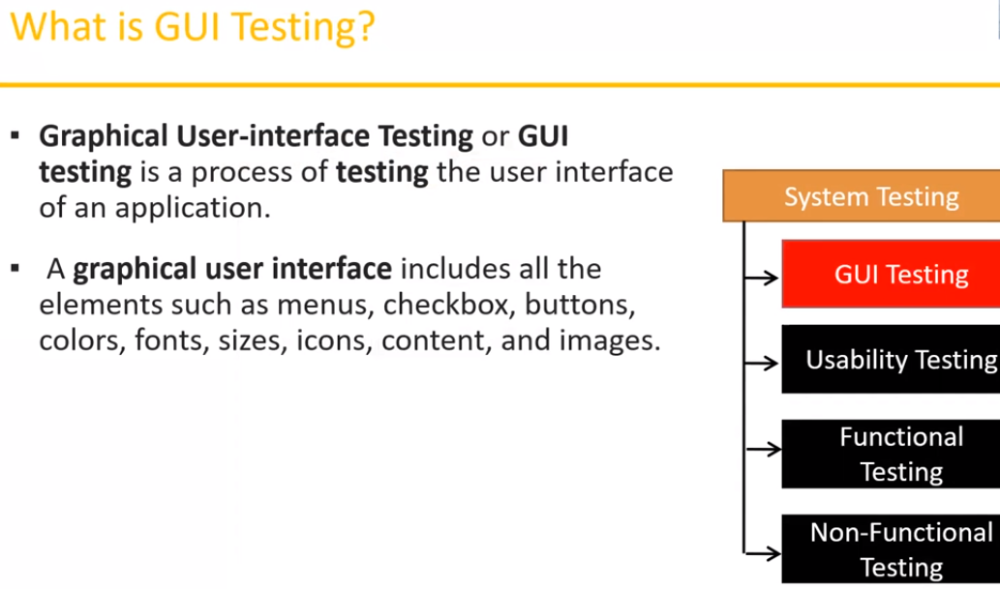 What is GUI Testing?
▪ Graphical User-interface Testing or GUI
testing is a process of testing the user interface
of an application.
▪ A graphical user interface includes all the
elements such as menus, checkbox, buttons,
colors, fonts, sizes, icons, content, and images.
System Testing
GUI Testing
Usability Testing
Functional
Testing
Non-Functional
Testing